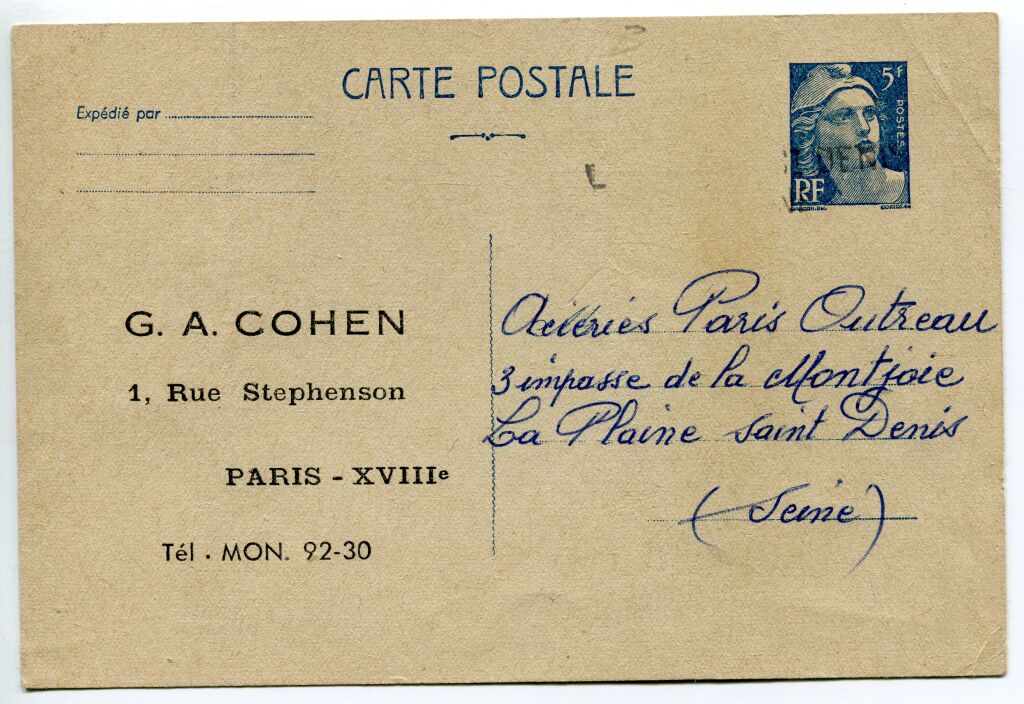 CARTE POSTALE
Expédié par
5F
POSTES
RF
G. A. COHEN
1, Rue Stephenson
PARIS - XVIIIe
Tél. MON. 92-30
Aciéries Paris Outreau
3 impasse de la Montjoie
La Plaine Saint Denis
(Seine)